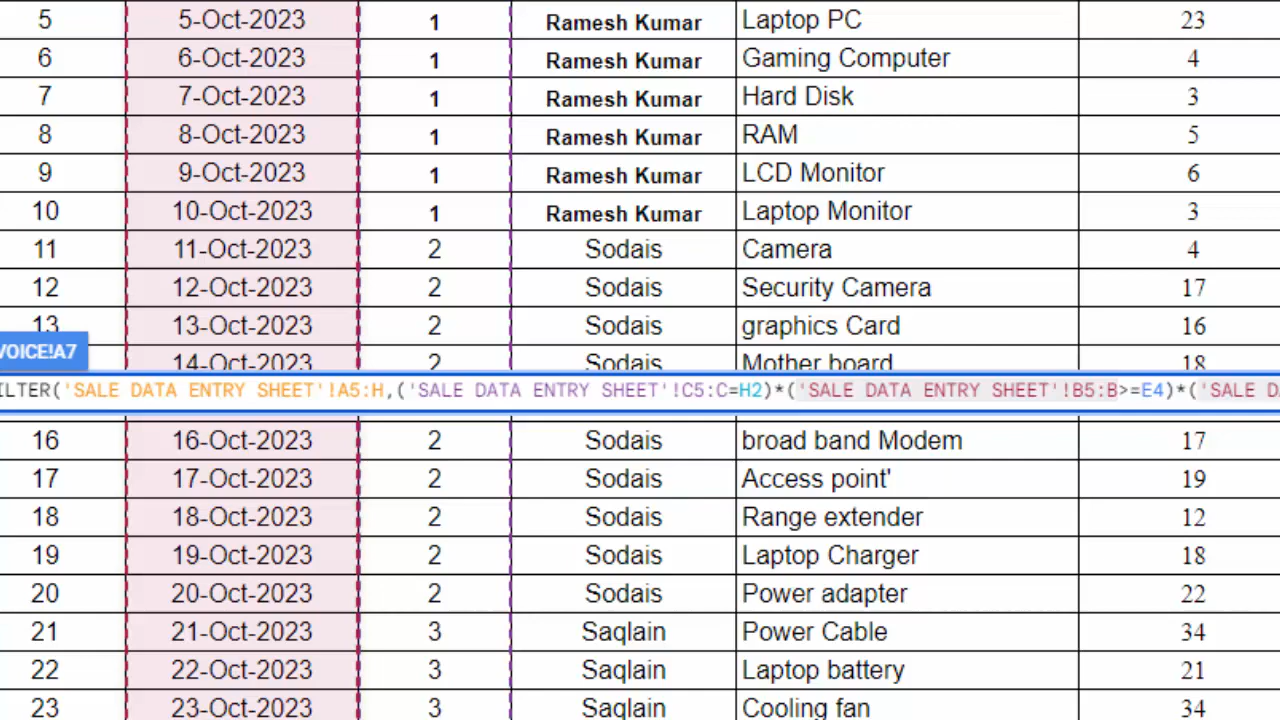 5 5-Oct-2023 1 Ramesh Kumar Laptop PC 23
6 6-Oct-2023 1 Ramesh Kumar Gaming Computer 4
7 7-Oct-2023 1 Ramesh Kumar Hard Disk 3
8 8-Oct-2023 1 Ramesh Kumar RAM 5
9 9-Oct-2023 1 Ramesh Kumar LCD Monitor 6
10 10-Oct-2023 1 Ramesh Kumar Laptop Monitor 3
11 11-Oct-2023 2 Sodais Camera 4
12 12-Oct-2023 2 Sodais Security Camera 17
13 13-Oct-2023 2 Sodais graphics Card 16
VOICE!A7
14-Oct-2023 2 Sodais Mother board 18
ILTER('SALE DATA ENTRY SHEET'!A5:H,('SALE DATA ENTRY SHEET'!C5:C=H2)*('SALE DATA ENTRY SHEET'!B5:B>=E4)*('SALE D
16 16-Oct-2023 2 Sodais broad band Modem 17
17 17-Oct-2023 2 Sodais Access point' 19
18 18-Oct-2023 2 Sodais Range extender 12
19 19-Oct-2023 2 Sodais Laptop Charger 18
20 20-Oct-2023 2 Sodais Power adapter 22
21 21-Oct-2023 3 Saqlain Power Cable 34
22 22-Oct-2023 3 Saqlain Laptop battery 21
23 23-Oct-2023 3 Saqlain Cooling fan 34